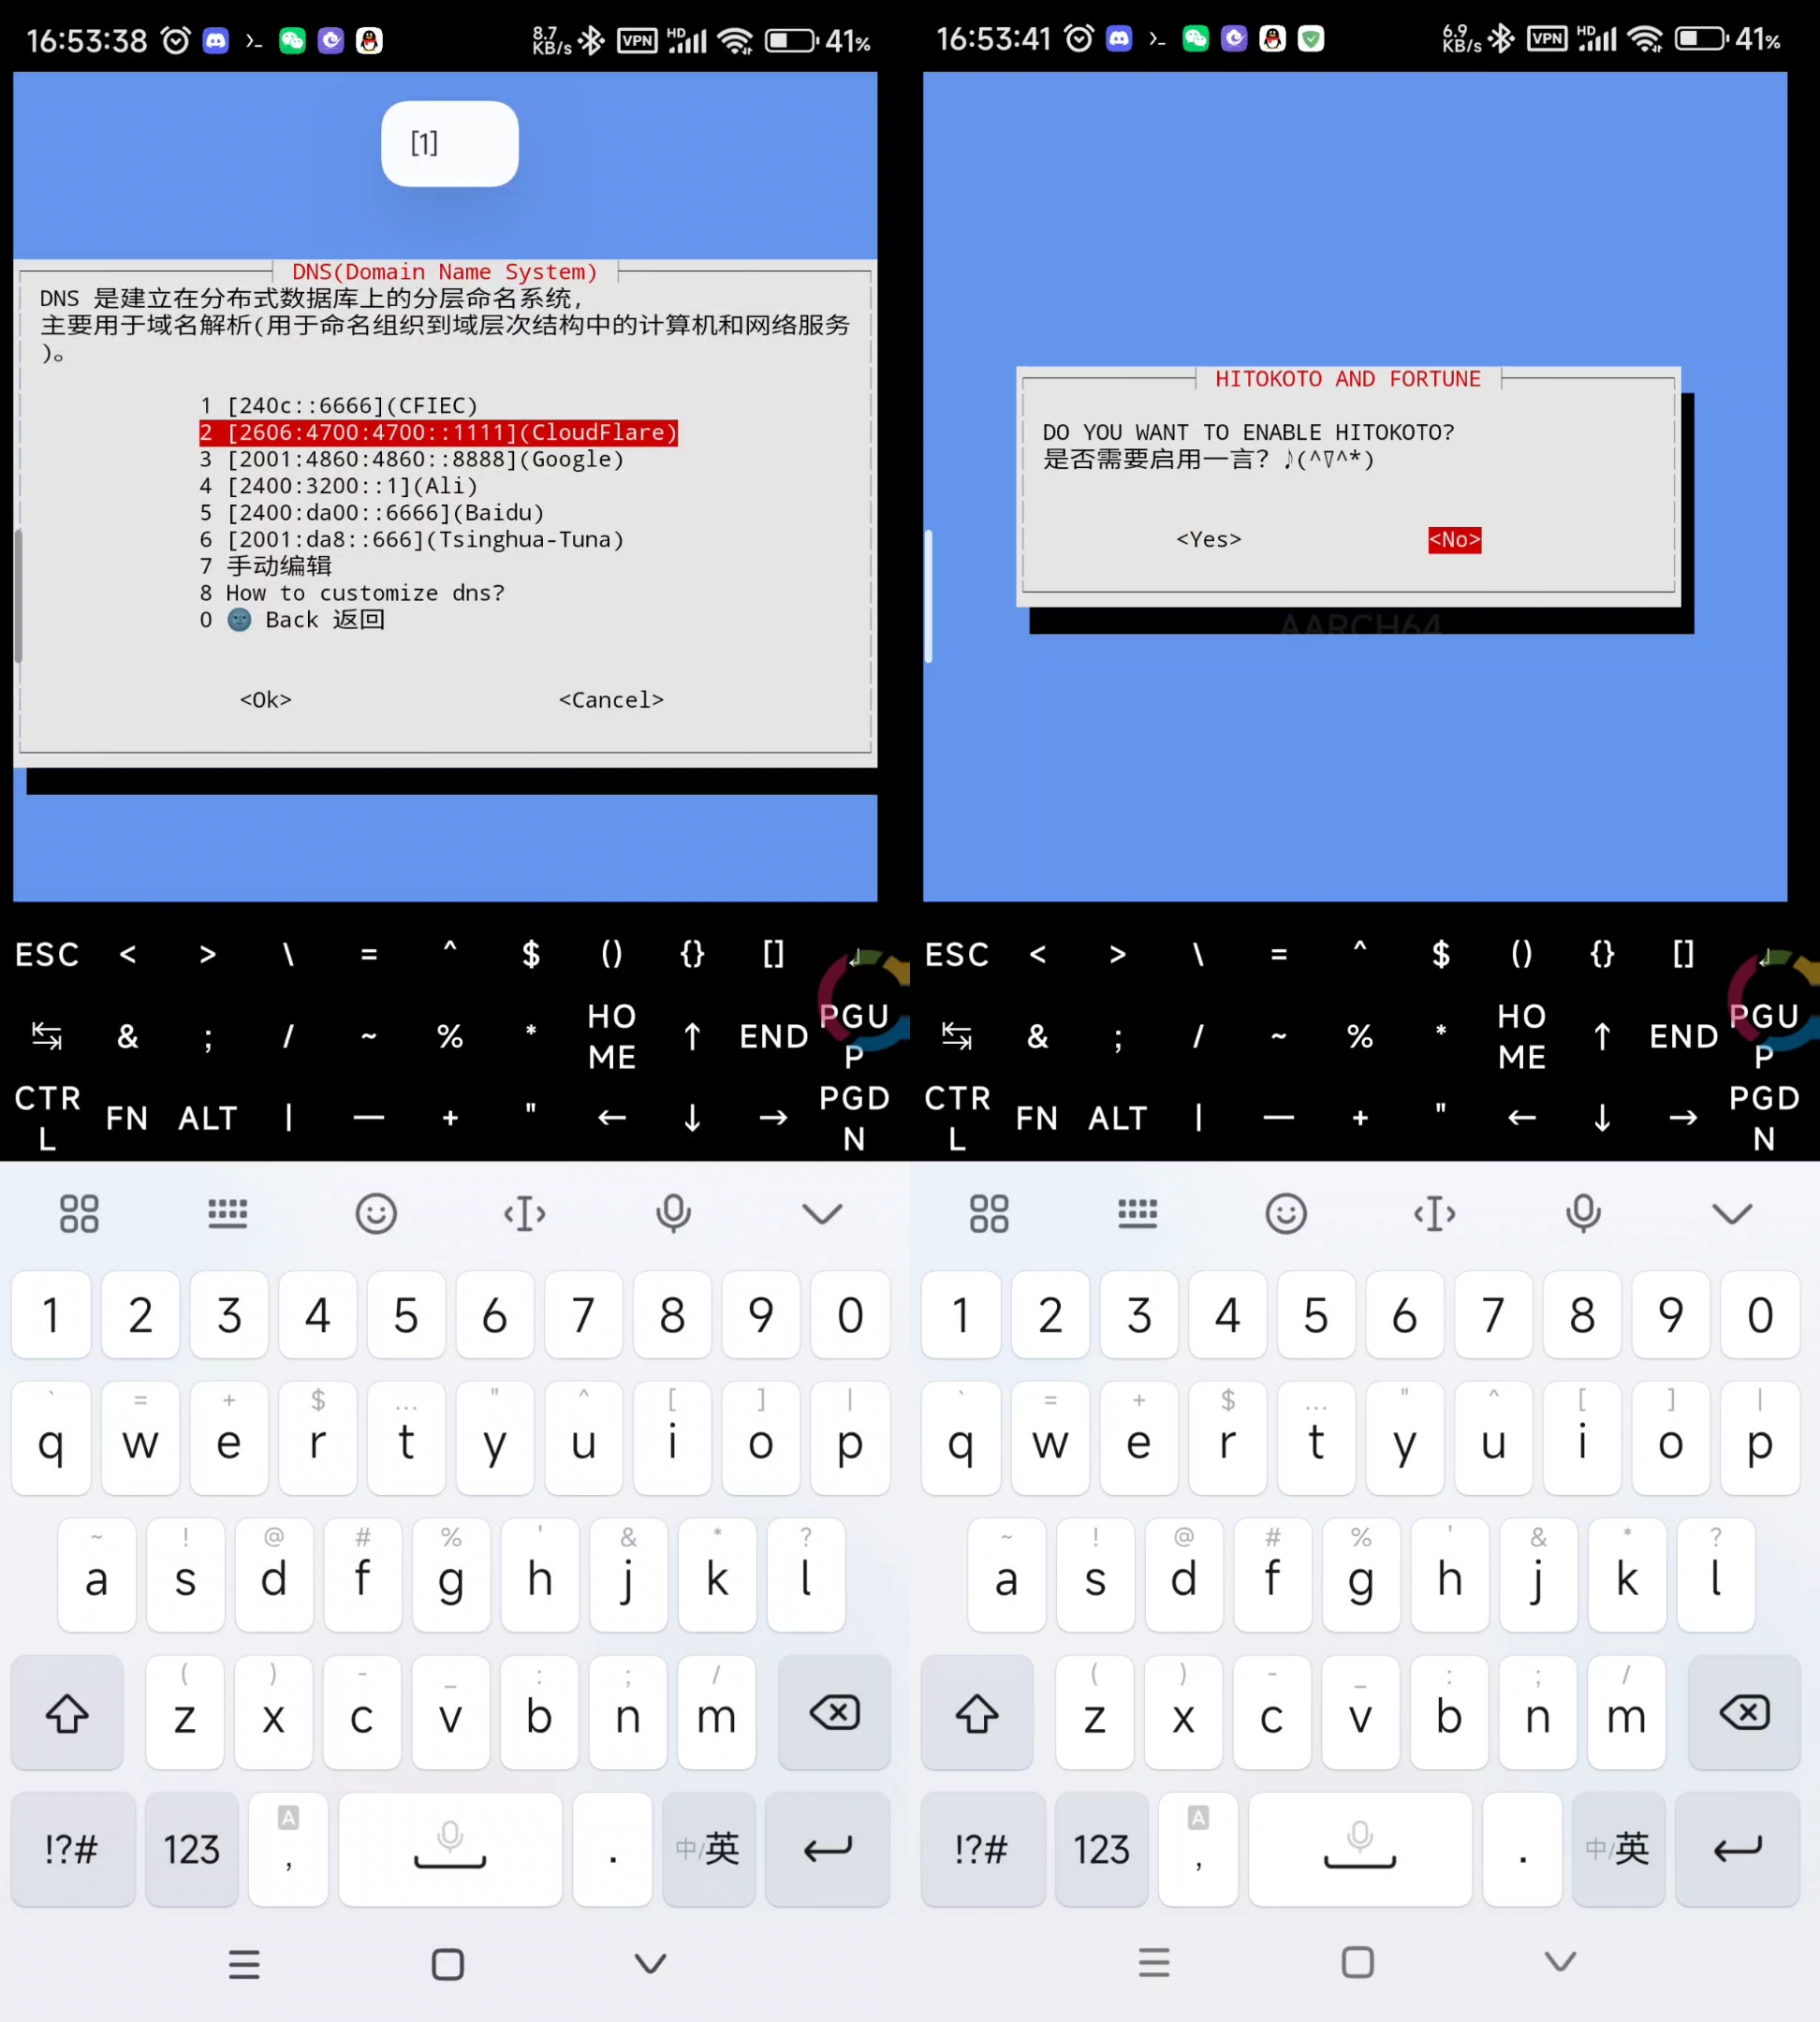 16:53:38 >_ 8.7 KB/s VPN HD 41%
[1]
DNS(Domain Name System)
DNS 是建立在分布式数据库上的分层命名系统,
主要用于域名解析(用于命名组织到域层次结构中的计算机和网络服务
)。
1 [240c::6666](CFIEC)
2 [2606:4700:4700::1111](CloudFlare)
3 [2001:4860:4860::8888](Google)
4 [2400:3200::1](Ali)
5 [2400:da00::6666](Baidu)
6 [2001:da8::666](Tsinghua-Tuna)
7 手动编辑
8 How to customize dns?
0 🌚 Back 返回
<Ok> <Cancel>
ESC < > \ = ^ $ () {} [] ↲
↹ & ; / ~ % * HOME ↑ END PGUP
CTRL FN ALT | — + " ← ↓ → PGDN
1 2 3 4 5 6 7 8 9 0
` = + $ … " ^ [ ] |
q w e r t y u i o p
~ ! @ # % ' & * ?
a s d f g h j k l
( ) - _ : ; /
z x c v b n m
A
!?# 123 , . 中/英
16:53:41 >_ 6.9 KB/s VPN HD 41%
HITOKOTO AND FORTUNE
DO YOU WANT TO ENABLE HITOKOTO?
是否需要启用一言? ♪(^∇^*)
<Yes> <No>
AARCH64
ESC < > \ = ^ $ () {} [] ↲
↹ & ; / ~ % * HOME ↑ END PGUP
CTRL FN ALT | — + " ← ↓ → PGDN
1 2 3 4 5 6 7 8 9 0
` = + $ … " ^ [ ] |
q w e r t y u i o p
~ ! @ # % ' & * ?
a s d f g h j k l
( ) - _ : ; /
z x c v b n m
A
!?# 123 , . 中/英